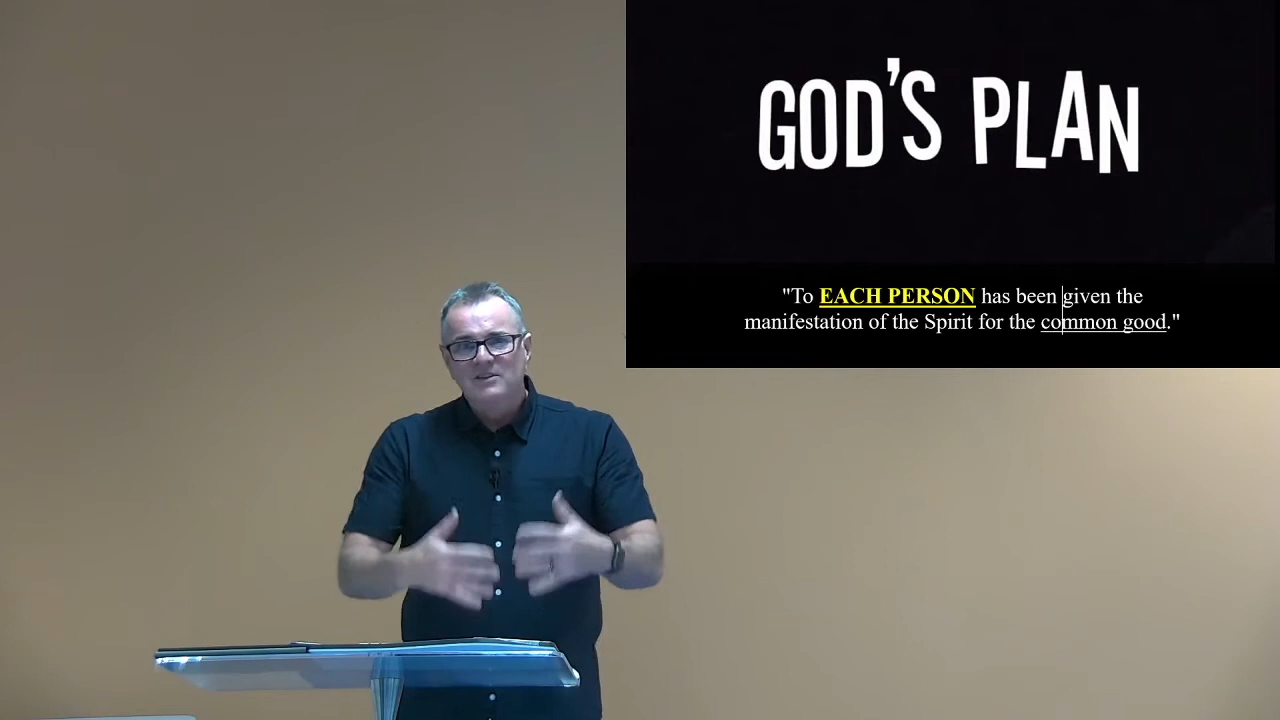 GOD'S PLAN
"To EACH PERSON has been given the
manifestation of the Spirit for the common good."